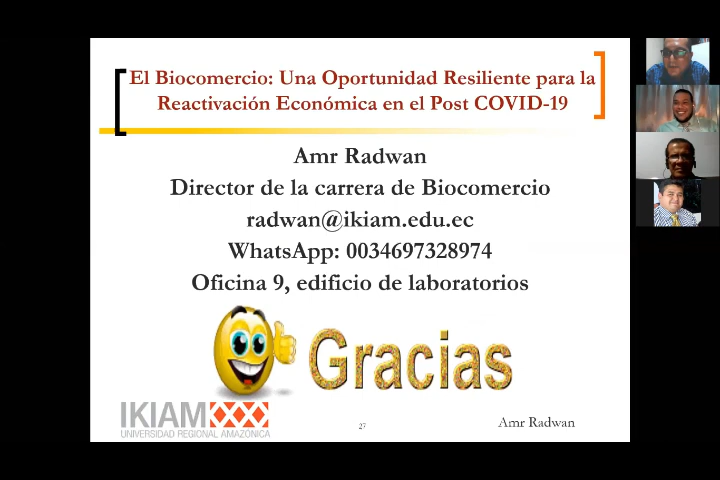 El Biocomercio: Una Oportunidad Resiliente para la
Reactivación Económica en el Post COVID-19
Amr Radwan
Director de la carrera de Biocomercio
radwan@ikiam.edu.ec
WhatsApp: 0034697328974
Oficina 9, edificio de laboratorios
Gracias
IKIAM
UNIVERSIDAD REGIONAL AMAZÓNICA
27
Amr Radwan